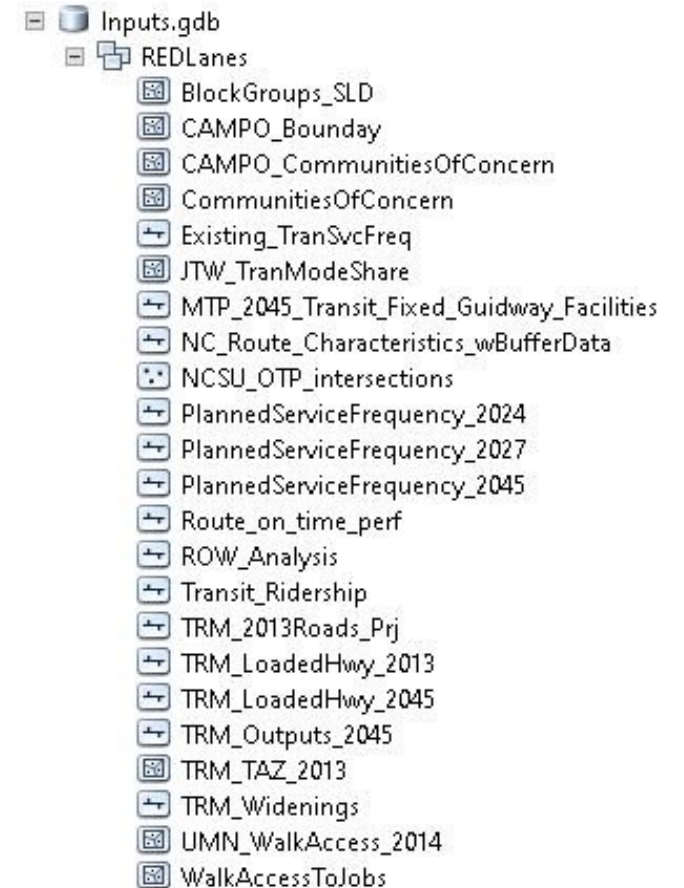 Inputs.gdb
REDLanes
BlockGroups_SLD
CAMPO_Bounday
CAMPO_CommunitiesOfConcern
CommunitiesOfConcern
Existing_TranSvcFreq
JTW_TranModeShare
MTP_2045_Transit_Fixed_Guidway_Facilities
NC_Route_Characteristics_wBufferData
NCSU_OTP_intersections
PlannedServiceFrequency_2024
PlannedServiceFrequency_2027
PlannedServiceFrequency_2045
Route_on_time_perf
ROW_Analysis
Transit_Ridership
TRM_2013Roads_Prj
TRM_LoadedHwy_2013
TRM_LoadedHwy_2045
TRM_Outputs_2045
TRM_TAZ_2013
TRM_Widenings
UMN_WalkAccess_2014
WalkAccessToJobs